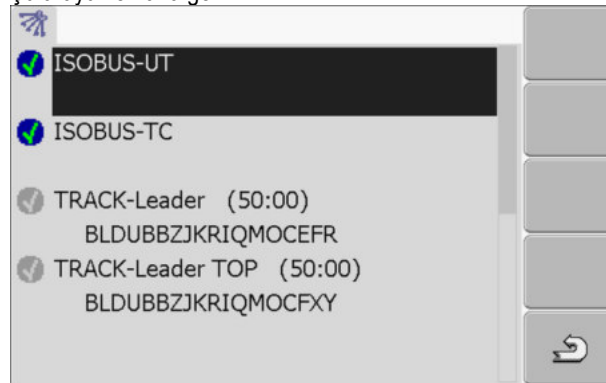 ISOBUS-UT
ISOBUS-TC
TRACK-Leader (50:00)
BLDUBBZJKRIQMOCEFR
TRACK-Leader TOP (50:00)
BLDUBBZJKRIQMOCFXY